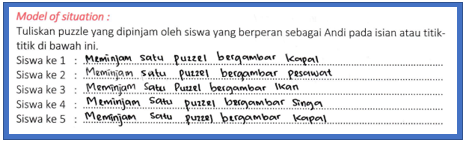 Model of situation :
Tuliskan puzzle yang dipinjam oleh siswa yang berperan sebagai Andi pada isian atau titik-
titik di bawah ini.
Siswa ke 1 : Meminjam satu puzzel bergambar kapal
Siswa ke 2 : Meminjam satu puzzel bergambar pesawat
Siswa ke 3 : Meminjam satu Puzzel bergambar Ikan
Siswa ke 4 : Meminjam satu puzzel bergambar Singa
Siswa ke 5 : Meminjam satu puzzel bergambar kapal